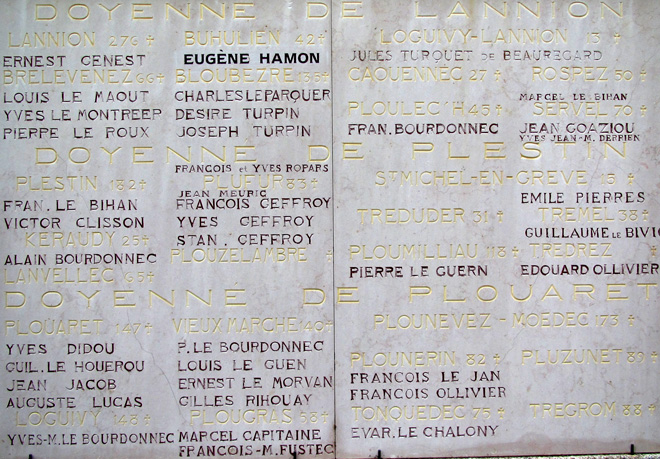 DOYENNE DE LANNION
LANNION 276 † BUHULIEN 42 † LOGUIVY-LANNION 13 †
ERNEST GENEST EUGÈNE HAMON JULES TURQUET DE BEAUREGARD
BRELEVENEZ 66 † BLOUBEZRE 88 † CAOUENNEC 27 † ROSPEZ 50 †
LOUIS LE MAOUT CHARLES LE PARQUER MARCEL LE BIHAN
YVES LE MONTREER DESIRE TURPIN PLOULEC'H 45 † SERVEL 70 †
PIERRE LE ROUX JOSEPH TURPIN FRAN. BOURDONNEC JEAN GOAZIOU
YVES JEAN-M. DERRIEN
DOYENNE DE PLESTIN
FRANCOIS et YVES ROPARS
PLESTIN 182 † PLUFUR 83 † ST MICHEL-EN-GREVE 15 †
JEAN MEURIC
FRAN. LE BIHAN FRANCOIS GEFFROY EMILE PIERRES
VICTOR CLISSON YVES GEFFROY TREDUDER 31 † TREMEL 38 †
KERAUDY 25 † STAN. GEFFROY GUILLAUME LE BIVIC
ALAIN BOURDONNEC PLOUZELAMBRE † PLOUMILLIAU 118 † TREDREZ †
LANVELLEC 65 † PIERRE LE GUERN EDOUARD OLLIVIER
DOYENNE DE PLOUARET
PLOUARET 147 † VIEUX MARCHE 140 † PLOUNEVEZ-MOEDEC 173 †
YVES DIDOU P. LE BOURDONNEC
GUIL. LE HOUEROU LOUIS LE GUEN PLOUNERIN 82 † PLUZUNET 89 †
JEAN JACOB ERNEST LE MORVAN FRANCOIS LE JAN
AUGUSTE LUCAS GILLES RIHOUAY FRANCOIS OLLIVIER
LOGUIVY 148 † PLOUGRAS 58 † TONQUEDEC 75 † TREGROM 88 †
YVES-M. LE BOURDONNEC MARCEL CAPITAINE EVAR. LE CHALONY
FRANCOIS-M. FUSTEC